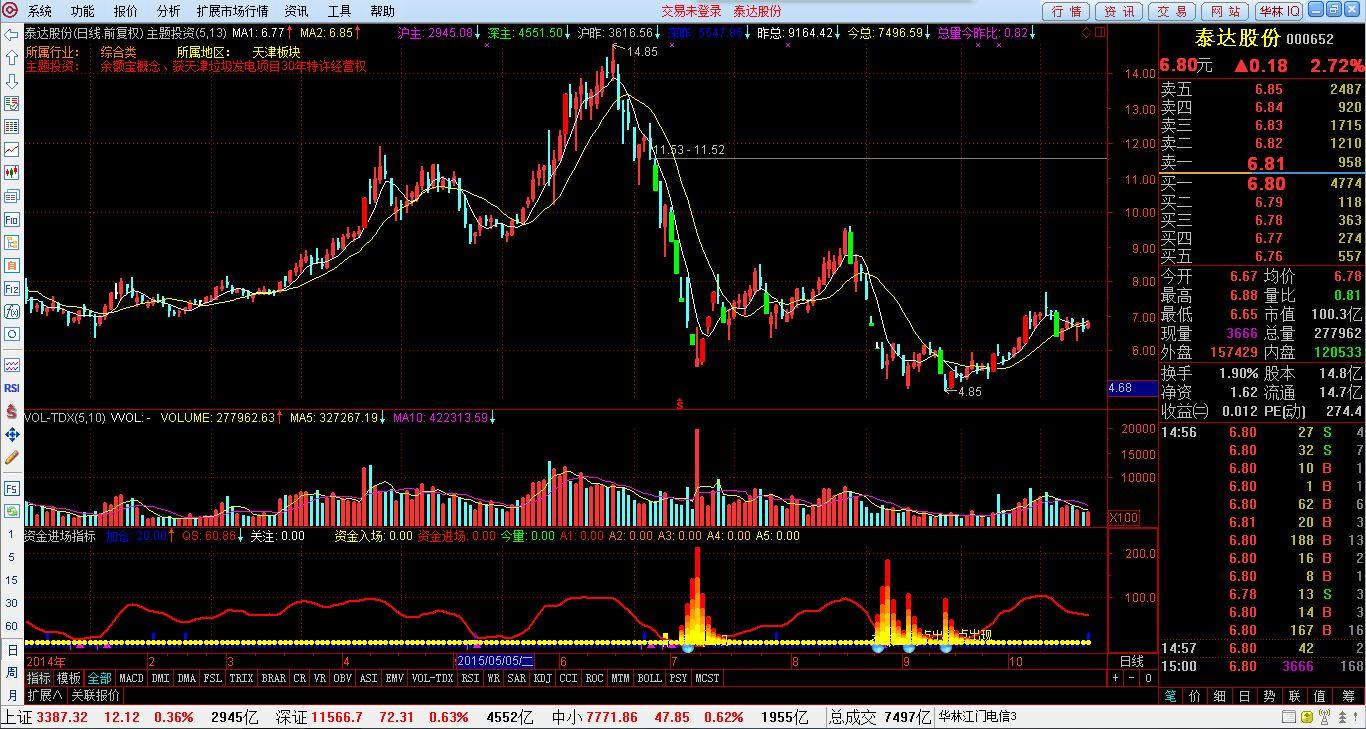 系统 功能 报价 分析 扩展市场行情 资讯 工具 帮助 交易未登录 泰达股份 行情 资讯 交易 网站 华林IQ
泰达股份(日线.前复权) 主题投资(5,13) MA1: 6.77↑ MA2: 6.85↑ 沪主: 2945.08↓ 深主: 4551.50↓ 沪昨: 3616.56↓ 深昨: 5547.85↓ 昨总: 9164.42↓ 今总: 7496.59↓ 总量今昨比: 0.82↓
所属行业: 综合类 所属地区: 天津板块
主题投资: 余额宝概念、获天津垃圾发电项目30年特许经营权
14.85
11.53 - 11.52
4.85
14.00
13.00
12.00
11.00
10.00
9.00
8.00
7.00
6.00
4.68
VOL-TDX(5,10) VVOL: - VOLUME: 277962.63↑ MA5: 327267.19↓ MA10: 422313.59↓
20000
15000
10000
X100
资金进场指标 加仓: 20.00↑ QS: 60.86↓ 关注: 0.00 资金入场: 0.00 资金进场: 0.00 今量: 0.00 A1: 0.00 A2: 0.00 A3: 0.00 A4: 0.00 A5: 0.00
200.0
100.0
2014年 2 3 4 2015/05/05/二 6 7 8 9 10 日线
指标 模板 全部 MACD DMI DMA FSL TRIX BRAR CR VR OBV ASI EMV VOL-TDX RSI WR SAR KDJ CCI ROC MTM BOLL PSY MCST + - 0
扩展∧ 关联报价
F10
F12
RSI
F5
1
5
15
30
60
日
周
月
泰达股份 000652
6.80元 ▲0.18 2.72%
卖五 6.85 2487
卖四 6.84 920
卖三 6.83 1715
卖二 6.82 1210
卖一 6.81 958
买一 6.80 4774
买二 6.79 118
买三 6.78 363
买四 6.77 274
买五 6.76 557
今开 6.67 均价 6.78
最高 6.88 量比 0.81
最低 6.65 市值 100.3亿
现量 3666 总量 277962
外盘 157429 内盘 120533
换手 1.90% 股本 14.8亿
净资 1.62 流通 14.7亿
收益㈡ 0.012 PE(动) 274.4
14:56 6.80 27 S 4
6.80 32 S 7
6.80 10 B 1
6.80 1 B 1
6.80 62 B 6
6.81 20 B 3
6.80 188 B 13
6.80 16 B 2
6.80 8 B 1
6.78 13 S 3
6.80 14 B 3
6.80 167 B 16
14:57 6.80 42 2
15:00 6.80 3666 168
笔 价 细 日 势 联 值 筹
上证 3387.32 12.12 0.36% 2945亿 深证 11566.7 72.31 0.63% 4552亿 中小 7771.86 47.85 0.62% 1955亿 总成交 7497亿 华林江门电信3